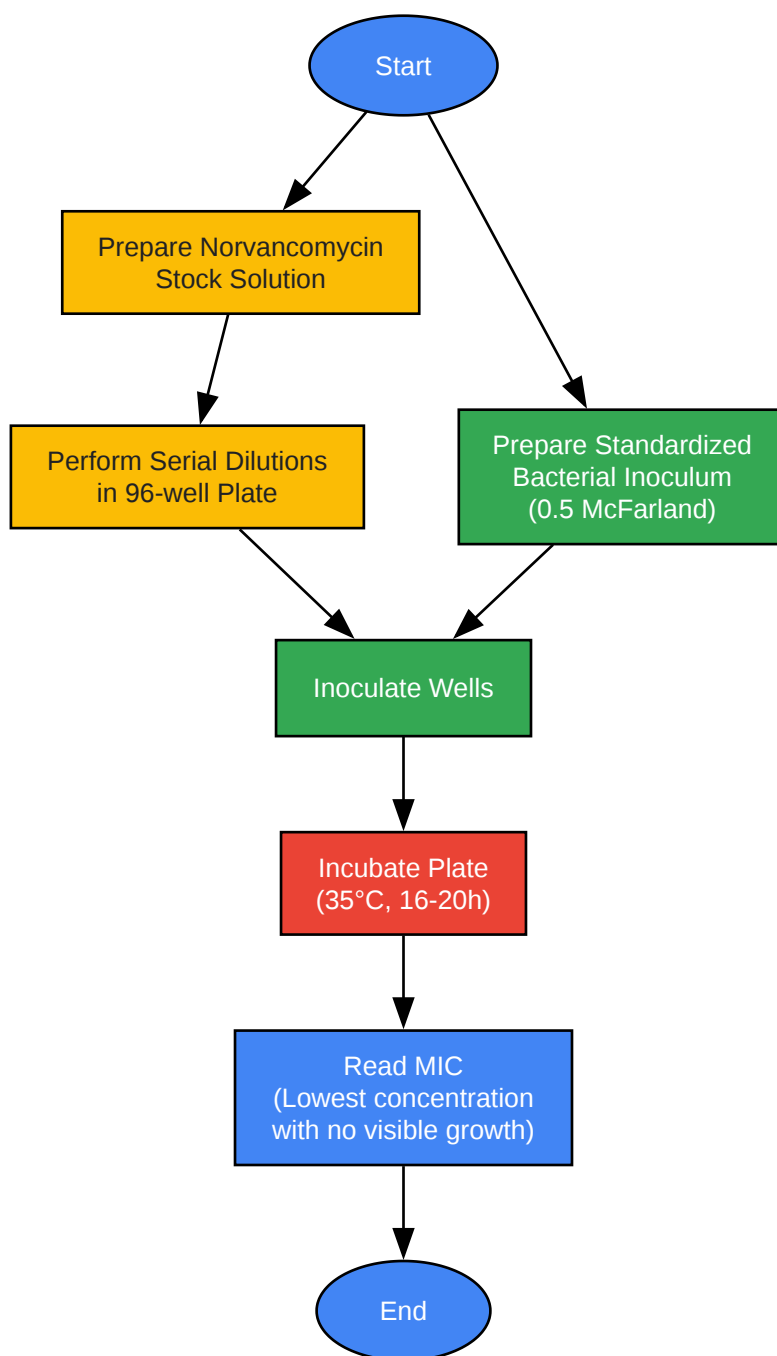 Start
Prepare Norvancomycin
Stock Solution
Perform Serial Dilutions
in 96-well Plate
Prepare Standardized
Bacterial Inoculum
(0.5 McFarland)
Inoculate Wells
Incubate Plate
(35°C, 16-20h)
Read MIC
(Lowest concentration
with no visible growth)
End